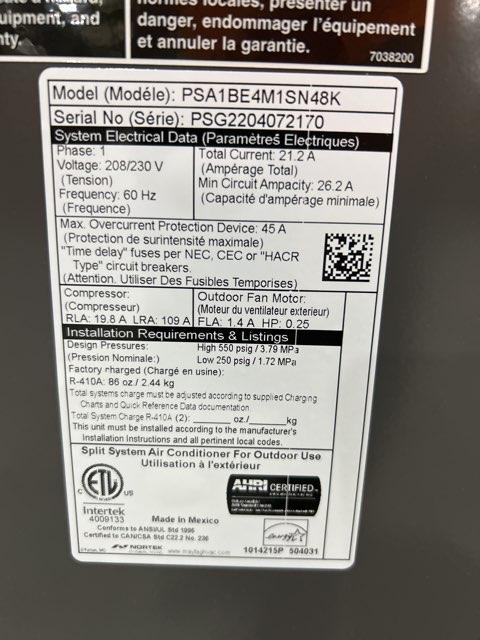 normes locales, présenter un
uipment, and
danger, endommager l'équipement
nty.
et annuler la garantie.
7038200
Model (Modéle): PSA1BE4M1SN48K
Serial No (Série): PSG2204072170
System Electrical Data (Paramètres Electriques)
Phase: 1
Voltage: 208/230 V
(Tension)
Frequency: 60 Hz
(Frequence)
Total Current: 21.2 A
(Ampérage Total)
Min Circuit Ampacity: 26.2 A
(Capacité d'ampérage minimale)
Max. Overcurrent Protection Device: 45 A
(Protection de surintensité maximale)
"Time delay" fuses per NEC, CEC or "HACR
Type" circuit breakers.
(Attention. Utiliser Des Fusibles Temporises)
Compressor:
(Compresseur)
RLA: 19.8 A LRA: 109 A
Outdoor Fan Motor:
(Moteur du ventilateur exterieur)
FLA: 1.4 A HP: 0.25
Installation Requirements & Listings
Design Pressures: High 550 psig / 3.79 MPa
(Pression Nominale:) Low 250 psig / 1.72 MPa
Factory charged (Chargé en usine):
R-410A: 86 oz./ 2.44 kg
Total systems charge must be adjusted according to supplied Charging
Charts and Quick Reference Data documentation
Total System Charge R-410A (2): ______ oz./______kg
This unit must be installed according to the manufacturer's
Installation Instructions and all pertinent local codes.
Split System Air Conditioner For Outdoor Use
Utilisation à l'extérieur
C ETL US
Intertek
4009133
AHRI CERTIFIED
Made in Mexico
Conforms to ANSI/UL Std 1995
Certified to CAN/CSA Std C22.2 No. 236
NORTEK
www.maytaghvac.com
1014215P 504031